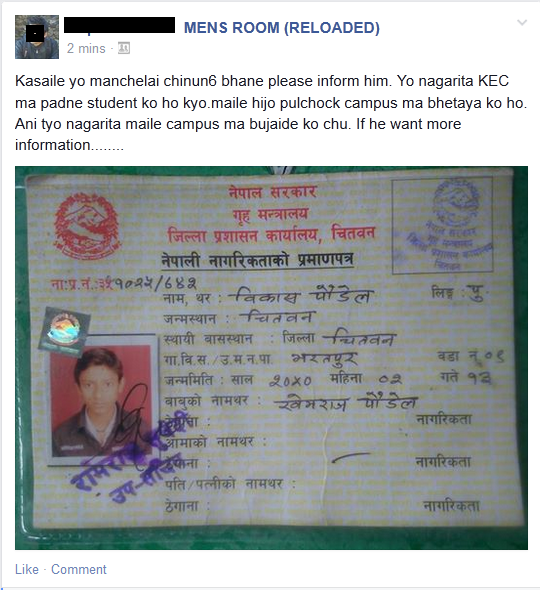 MENS ROOM (RELOADED)
2 mins ·
Kasaile yo manchelai chinun6 bhane please inform him. Yo nagarita KEC
ma padne student ko ho kyo.maile hijo pulchock campus ma bhetaya ko ho.
Ani tyo nagarita maile campus ma bujaide ko chu. If he want more
information........
नेपाल सरकार
गृह मन्त्रालय
जिल्ला प्रशासन कार्यालय, चितवन
नेपाली नागरिकताको प्रमाणपत्र
ना.प्र.नं.:
नाम, थर : विकास पौडेल लिङ्ग: पु.
जन्मस्थान : चितवन
स्थायी बासस्थान : जिल्ला चितवन
गा.बि.स. / उ.म.न.पा. भरतपुर वडा नं ०९
जन्ममिति : साल २०४० महिना ०२ गते १३
बाबुको नामथर : खेमराज पौडेल
ठेगाना : नागरिकता
आमाको नामथर :
ठेगाना : नागरिकता
पति / पत्नीको नामथर :
ठेगाना : नागरिकता
Like · Comment